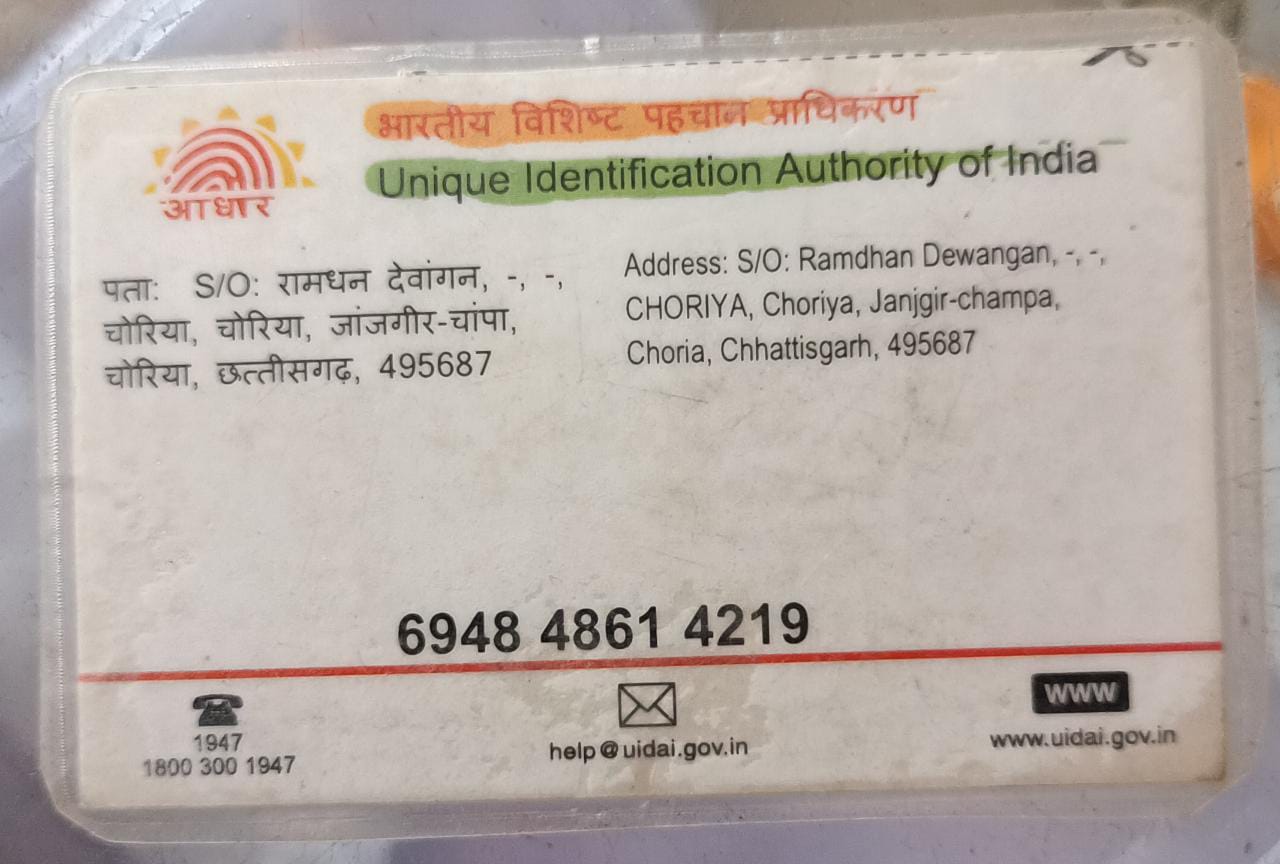 भारतीय विशिष्ट पहचान प्राधिकरण
Unique Identification Authority of India
आधार
पता: S/O: रामधन देवांगन, -, -,
चोरिया, चोरिया, जांजगीर-चांपा,
चोरिया, छत्तीसगढ़, 495687
Address: S/O: Ramdhan Dewangan, -, -,
CHORIYA, Choriya, Janjgir-champa,
Choria, Chhattisgarh, 495687
6948 4861 4219
1947
1800 300 1947
help@uidai.gov.in
WWW
www.uidai.gov.in